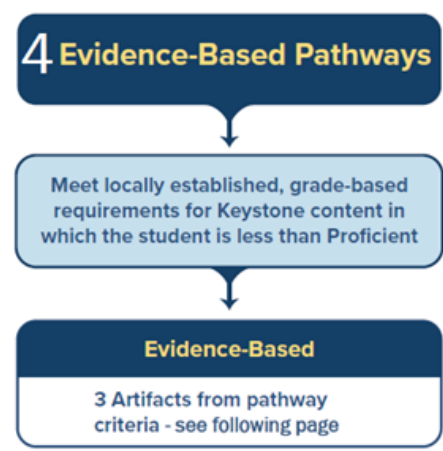 4 Evidence-Based Pathways
Meet locally established, grade-based
requirements for Keystone content in
which the student is less than Proficient
Evidence-Based
3 Artifacts from pathway
criteria - see following page